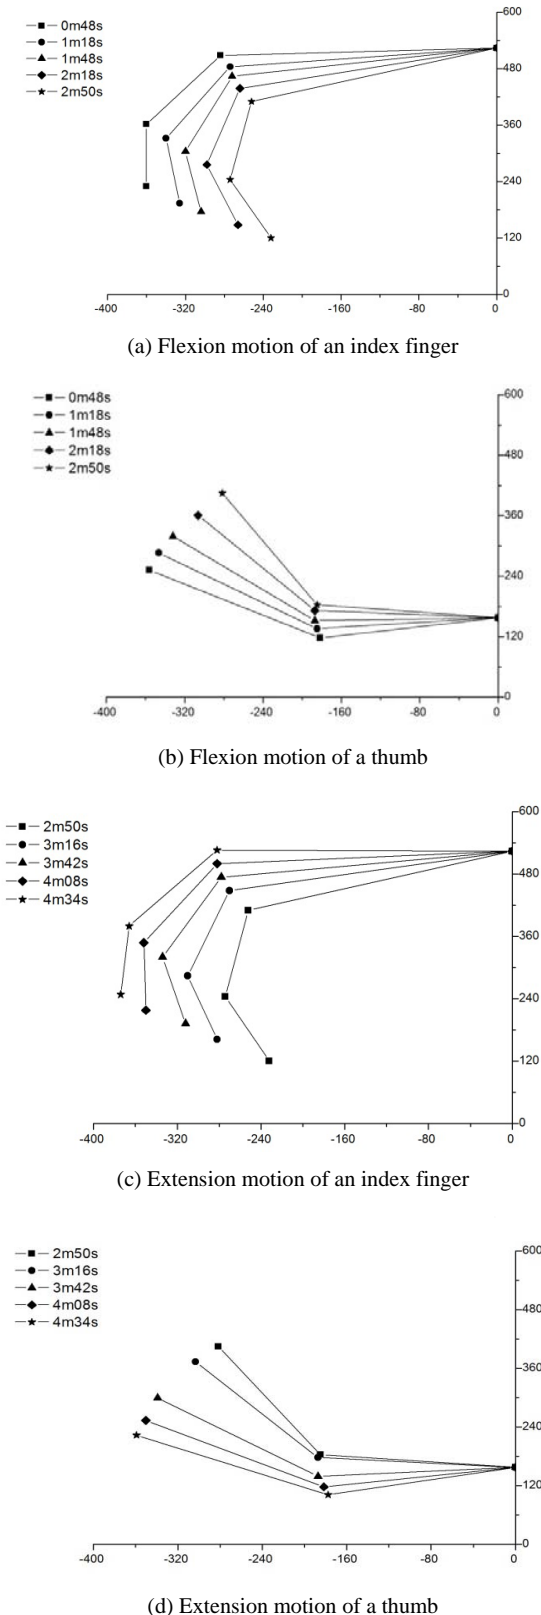 0m48s
1m18s
1m48s
2m18s
2m50s
600
480
360
240
120
0
-400 -320 -240 -160 -80 0
(a) Flexion motion of an index finger
0m48s
1m18s
1m48s
2m18s
2m50s
600
480
360
240
120
0
-400 -320 -240 -160 -80 0
(b) Flexion motion of a thumb
2m50s
3m16s
3m42s
4m08s
4m34s
600
480
360
240
120
0
-400 -320 -240 -160 -80 0
(c) Extension motion of an index finger
2m50s
3m16s
3m42s
4m08s
4m34s
600
480
360
240
120
0
-400 -320 -240 -160 -80 0
(d) Extension motion of a thumb